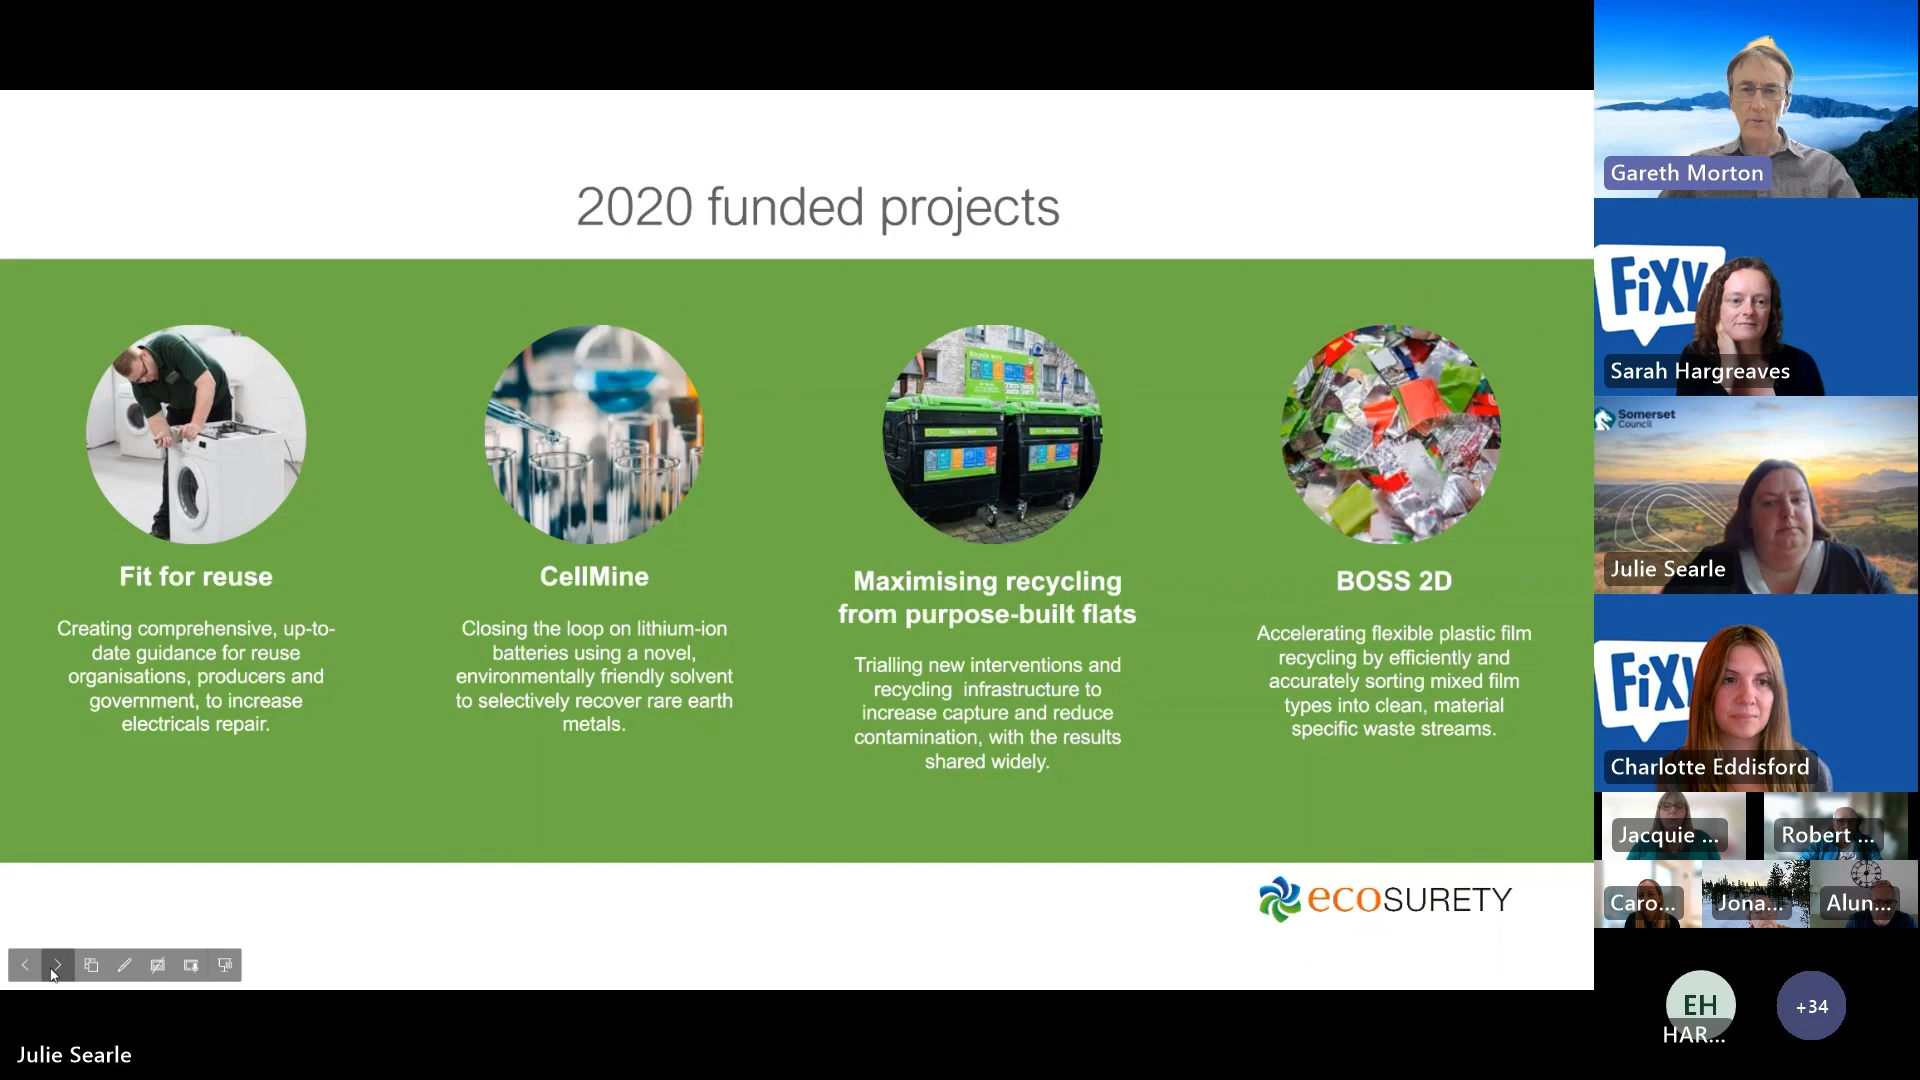 2020 funded projects
Fit for reuse
Creating comprehensive, up-to-
date guidance for reuse
organisations, producers and
government, to increase
electricals repair.
CellMine
Closing the loop on lithium-ion
batteries using a novel,
environmentally friendly solvent
to selectively recover rare earth
metals.
Maximising recycling
from purpose-built flats
Trialling new interventions and
recycling infrastructure to
increase capture and reduce
contamination, with the results
shared widely.
BOSS 2D
Accelerating flexible plastic film
recycling by efficiently and
accurately sorting mixed film
types into clean, material
specific waste streams.
ecoSURETY
Julie Searle
Gareth Morton
FiXY
Sarah Hargreaves
Somerset
Council
Julie Searle
FiXY
Charlotte Eddisford
Jacquie ...
Robert ...
Caro...
Jona...
Alun...
EH
HAR...
+34